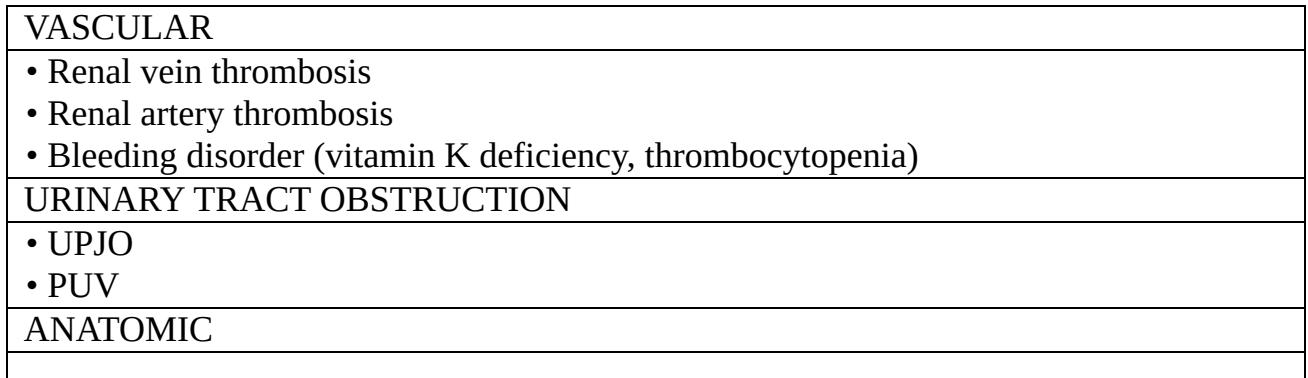 VASCULAR
• Renal vein thrombosis
• Renal artery thrombosis
• Bleeding disorder (vitamin K deficiency, thrombocytopenia)
URINARY TRACT OBSTRUCTION
• UPJO
• PUV
ANATOMIC